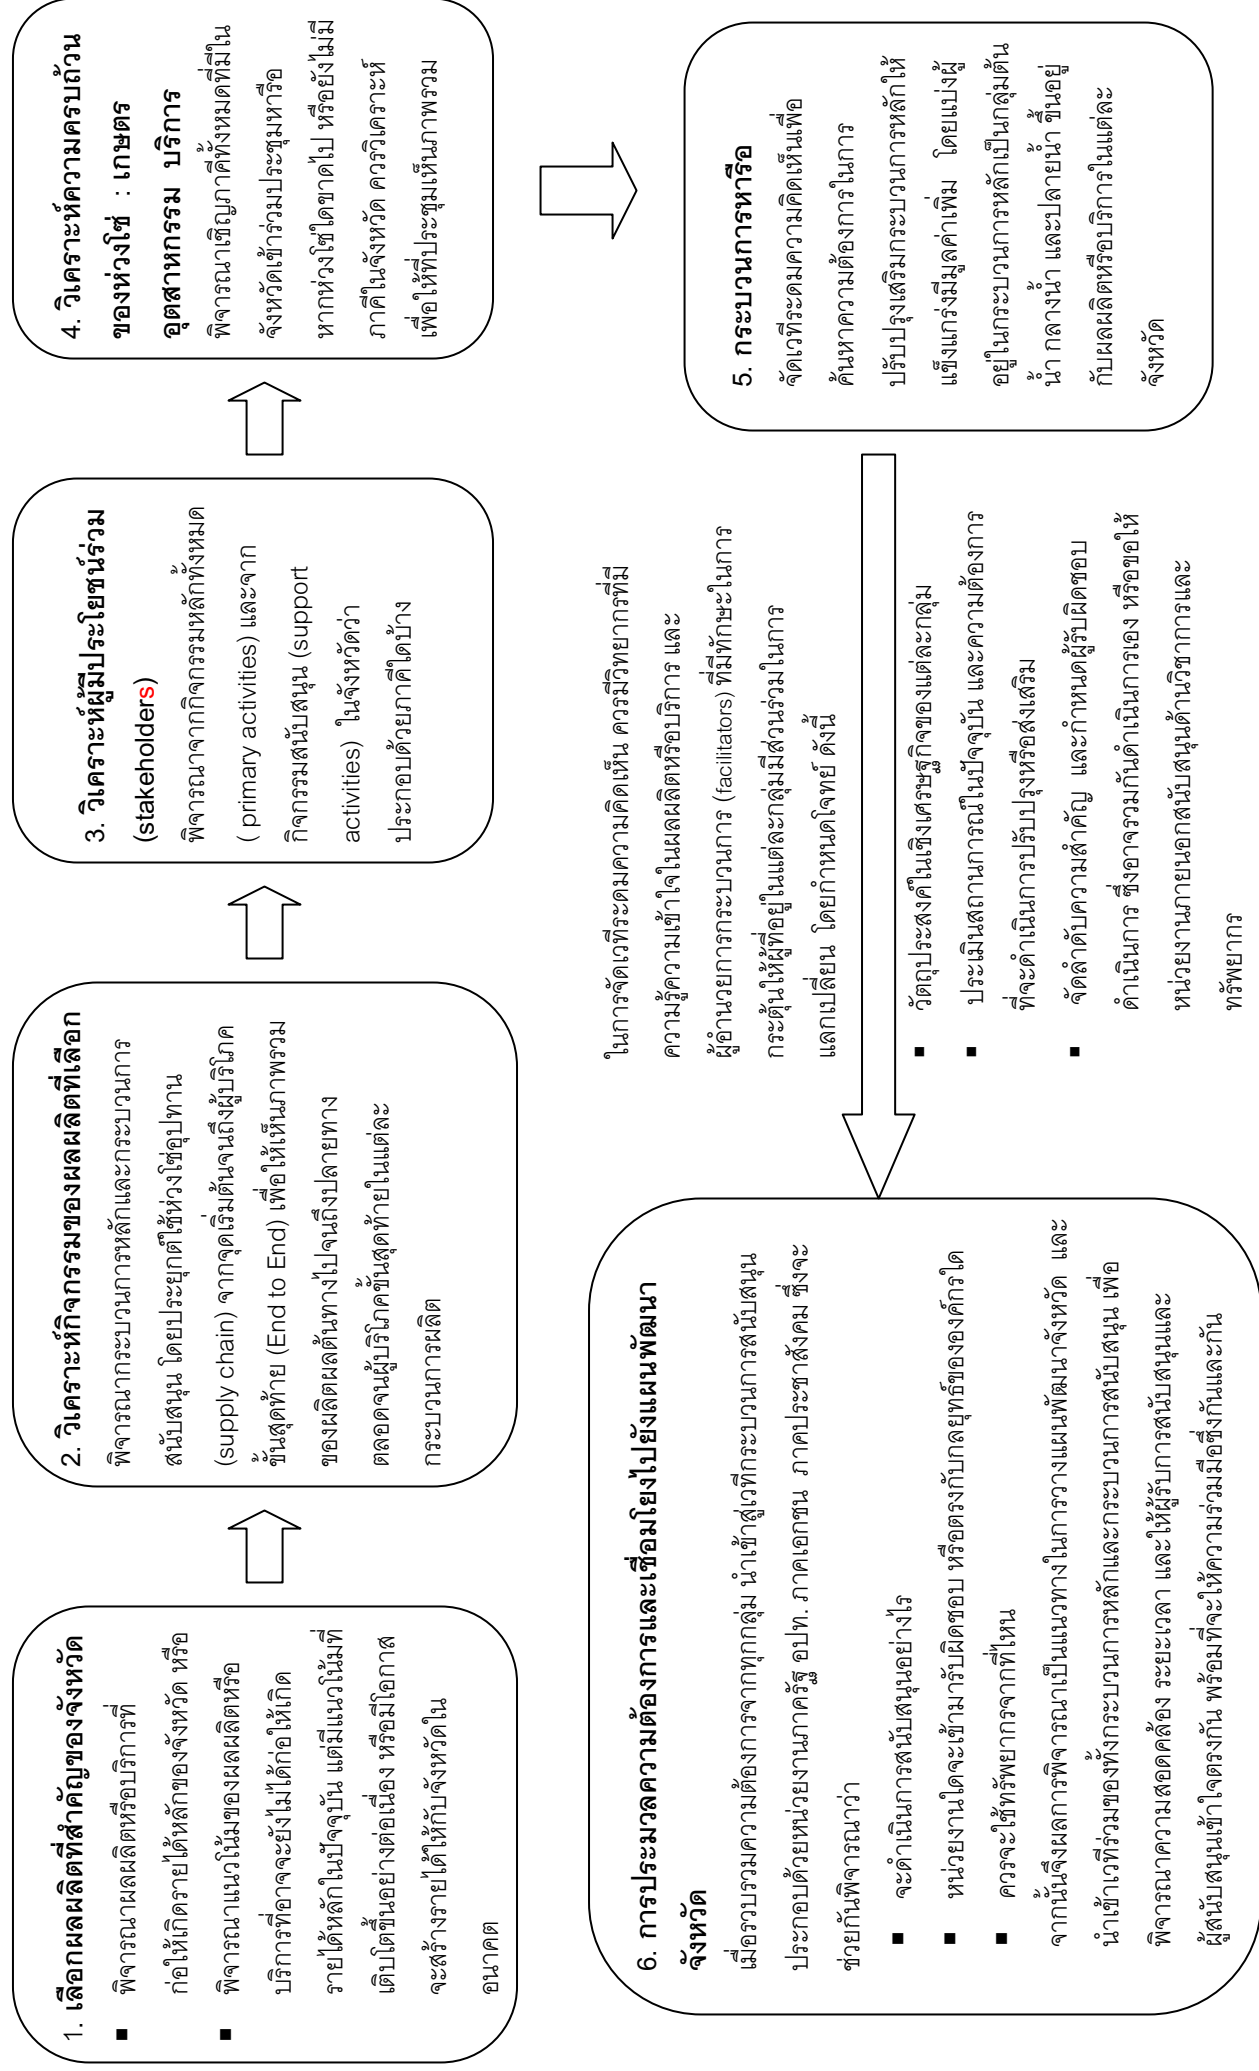 1. เลือกผลผลิตที่สำคัญของจังหวัด
▪ พิจารณาผลผลิตหรือบริการที่
ก่อให้เกิดรายได้หลักของจังหวัด หรือ
▪ พิจารณาแนวโน้มของผลผลิตหรือ
บริการที่อาจจะยังไม่ได้ก่อให้เกิด
รายได้หลักในปัจจุบัน แต่มีแนวโน้มที่
เติบโตขึ้นอย่างต่อเนื่อง หรือมีโอกาส
จะสร้างรายได้ให้กับจังหวัดใน
อนาคต
2. วิเคราะห์กิจกรรมของผลผลิตที่เลือก
พิจารณากระบวนการหลักและกระบวนการ
สนับสนุน โดยประยุกต์ใช้ห่วงโซ่อุปทาน
(supply chain) จากจุดเริ่มต้นจนถึงผู้บริโภค
ขั้นสุดท้าย (End to End) เพื่อให้เห็นภาพรวม
ของผลิตผลต้นทางไปจนถึงปลายทาง
ตลอดจนผู้บริโภคขั้นสุดท้ายในแต่ละ
กระบวนการผลิต
3. วิเคราะห์ผู้มีประโยชน์ร่วม
(stakeholders)
พิจารณาจากกิจกรรมหลักทั้งหมด
( primary activities) และจาก
กิจกรรมสนับสนุน (support
activities) ในจังหวัดว่า
ประกอบด้วยภาคีใดบ้าง
4. วิเคราะห์ความครบถ้วน
ของห่วงโซ่ : เกษตร
อุตสาหกรรม บริการ
พิจารณาเชิญภาคีทั้งหมดที่มีใน
จังหวัดเข้าร่วมประชุมหารือ
หากห่วงโซ่ใดขาดไป หรือยังไม่มี
ภาคีในจังหวัด ควรวิเคราะห์
เพื่อให้ที่ประชุมเห็นภาพรวม
5. กระบวนการหารือ
จัดเวทีระดมความคิดเห็นเพื่อ
ค้นหาความต้องการในการ
ปรับปรุงเสริมกระบวนการหลักให้
แข็งแกร่งมีมูลค่าเพิ่ม โดยแบ่งผู้
อยู่ในกระบวนการหลักเป็นกลุ่มต้น
น้ำ กลางน้ำ และปลายน้ำ ขึ้นอยู่
กับผลผลิตหรือบริการในแต่ละ
จังหวัด
ในการจัดเวทีระดมความคิดเห็น ควรมีวิทยากรที่มี
ความรู้ความเข้าใจในผลผลิตหรือบริการ และ
ผู้อำนวยการกระบวนการ (facilitators) ที่มีทักษะในการ
กระตุ้นให้ผู้ที่อยู่ในแต่ละกลุ่มมีส่วนร่วมในการ
แลกเปลี่ยน โดยกำหนดโจทย์ ดังนี้
▪ วัตถุประสงค์ในเชิงเศรษฐกิจของแต่ละกลุ่ม
▪ ประเมินสถานการณ์ในปัจจุบัน และความต้องการ
ที่จะดำเนินการปรับปรุงหรือส่งเสริม
▪ จัดลำดับความสำคัญ และกำหนดผู้รับผิดชอบ
ดำเนินการ ซึ่งอาจรวมกันดำเนินการเอง หรือขอให้
หน่วยงานภายนอกสนับสนุนด้านวิชาการและ
ทรัพยากร
6. การประมวลความต้องการและเชื่อมโยงไปยังแผนพัฒนา
จังหวัด
เมื่อรวบรวมความต้องการจากทุกกลุ่ม นำเข้าสู่เวทีกระบวนการสนับสนุน
ประกอบด้วยหน่วยงานภาครัฐ อปท. ภาคเอกชน ภาคประชาสังคม ซึ่งจะ
ช่วยกันพิจารณาว่า
▪ จะดำเนินการสนับสนุนอย่างไร
▪ หน่วยงานใดจะเข้ามารับผิดชอบ หรือตรงกับกลยุทธ์ขององค์กรใด
▪ ควรจะใช้ทรัพยากรจากที่ไหน
จากนั้นจึงผลการพิจารณาเป็นแนวทางในการวางแผนพัฒนาจังหวัด และ
นำเข้าเวทีร่วมของทั้งกระบวนการหลักและกระบวนการสนับสนุน เพื่อ
พิจารณาความสอดคล้อง ระยะเวลา และให้ผู้รับการสนับสนุนและ
ผู้สนับสนุนเข้าใจตรงกัน พร้อมที่จะให้ความร่วมมือซึ่งกันและกัน